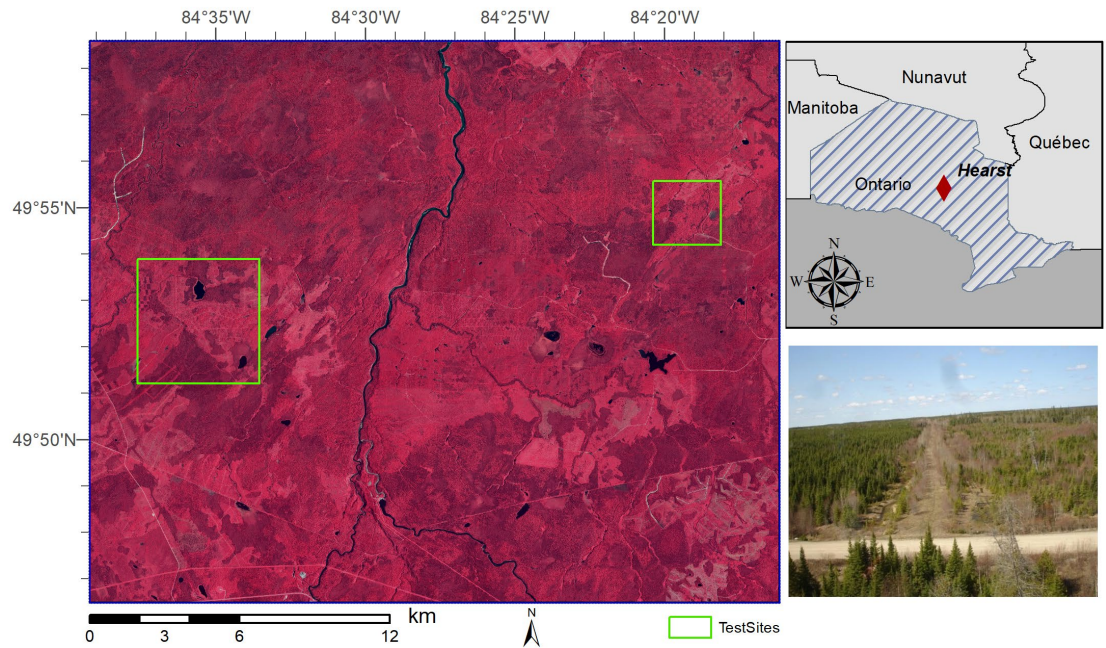 84°35'W 84°30'W 84°25'W 84°20'W
49°55'N
49°50'N
Nunavut
Manitoba
Québec
Hearst
Ontario
N
W E
S
km
0 3 6 12
N
TestSites